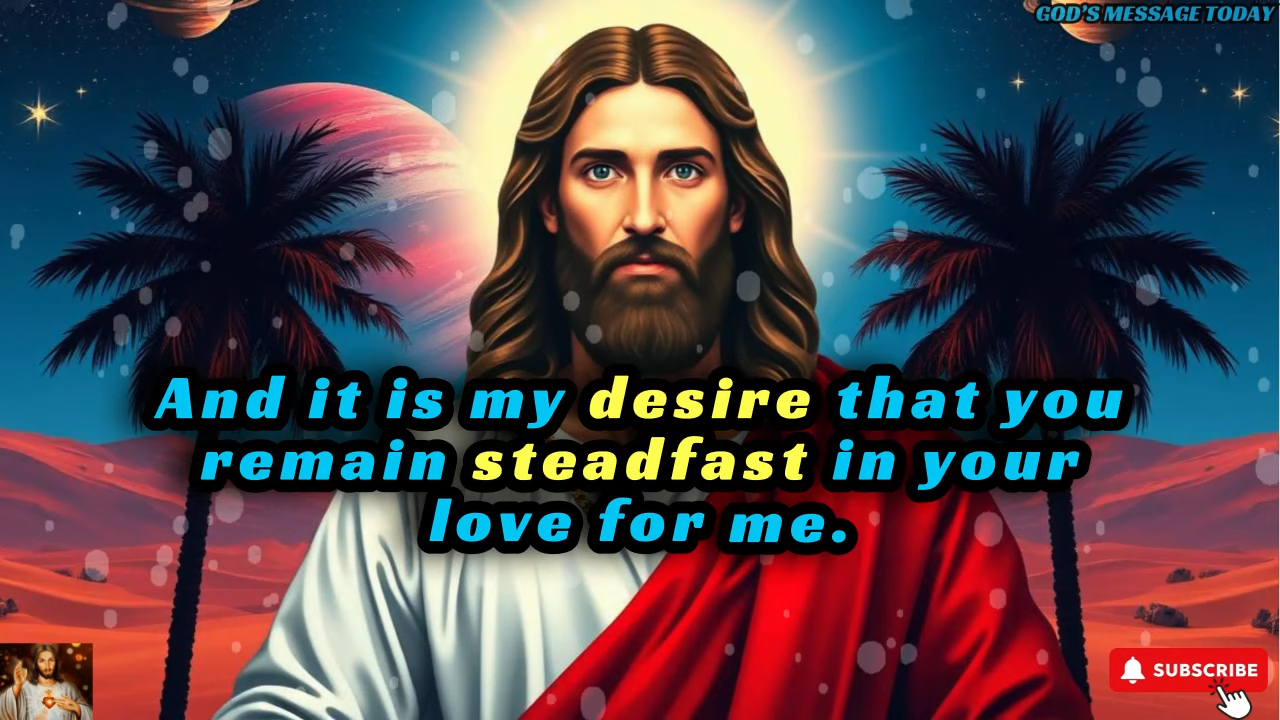 GOD'S MESSAGE TODAY
And it is my desire that you
remain steadfast in your
love for me.
SUBSCRIBE